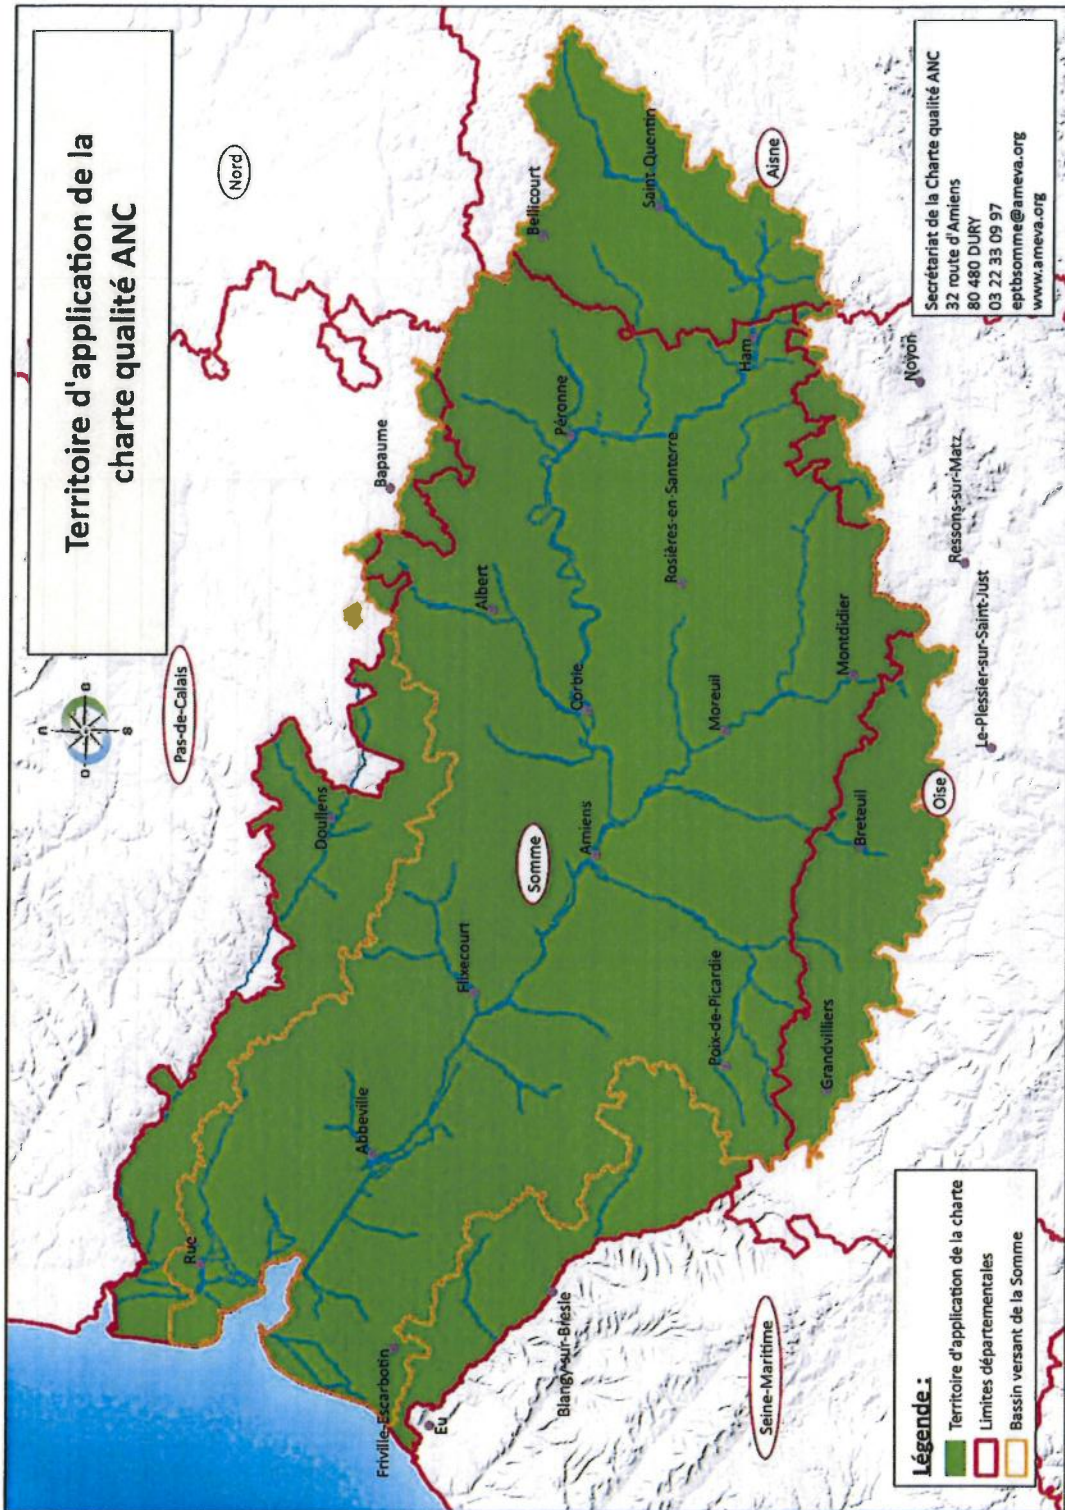 Territoire d'application de la
charte qualité ANC
n
o
e
s
Nord
Pas-de-Calais
Bapaume
Bellicourt
Saint-Quentin
Aisne
Péronne
Ham
Albert
Doullens
Rosières-en-Santerre
Noyon
Corbie
Ressons-sur-Matz
Moreuil
Montdidier
Le-Plessier-sur-Saint-Just
Somme
Amiens
Oise
Breteuil
Flixecourt
Poix-de-Picardie
Grandvilliers
Abbeville
Rue
Friville-Escarbotin
Eu
Blangy-sur-Bresle
Seine-Maritime
Secrétariat de la Charte qualité ANC
32 route d'Amiens
80 480 DURY
03 22 33 09 97
eptbsomme@ameva.org
www.ameva.org
Légende :
Territoire d'application de la charte
Limites départementales
Bassin versant de la Somme